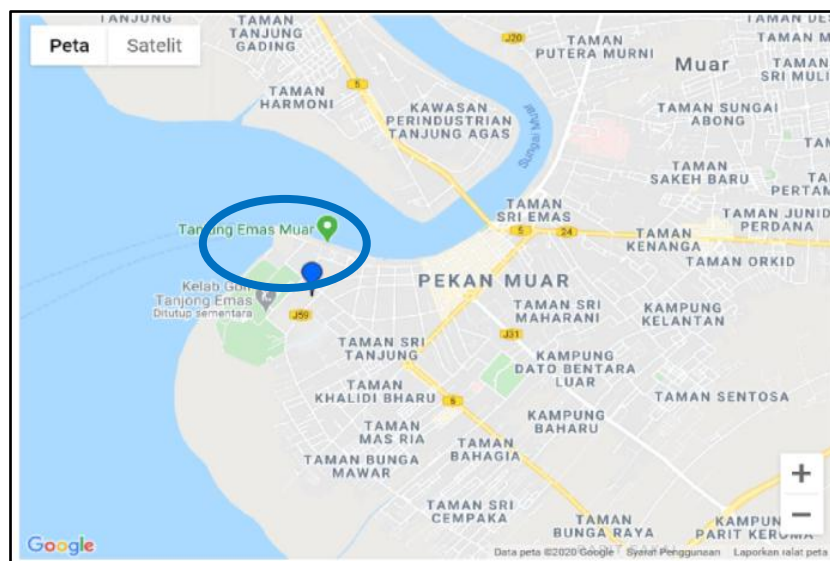 TANJUNG
TAMAN
TANJUNG
GADING
Peta
Satelit
J20
TAMAN
PUTERA MURNI
TAMAN M
Muar
TAMAN
SRI MULI
TAMAN
HARMONI
5
KAWASAN
PERINDUSTRIAN
TANJUNG AGAS
Sungai Muar
TAMAN SUNGAI
ABONG
TAMAN
SAKEH BARU
PERTAM
Tanjung Emas Muar
TAMAN
SRI EMAS
5
24
TAMAN
KENANGA
TAMAN JUNID
PERDANA
TAMAN ORKID
PEKAN MUAR
Kelab Golf
Tanjong Emas
Ditutup sementara
J59
TAMAN SRI
MAHARANI
KAMPUNG
KELANTAN
TAMAN SRI
TANJUNG
J31
KAMPUNG
DATO BENTARA
LUAR
TAMAN
KHALIDI BHARU
5
TAMAN SENTOSA
KAMPUNG
BAHARU
TAMAN
MAS RIA
TAMAN
BAHAGIA
TAMAN BUNGA
MAWAR
TAMAN SRI
CEMPAKA
TAMAN
BUNGA RAYA
KAMPUN
PARIT KEROMA
+
−
Google
Data peta ©2020 Google
Syarat Penggunaan
Laporkan ralat peta